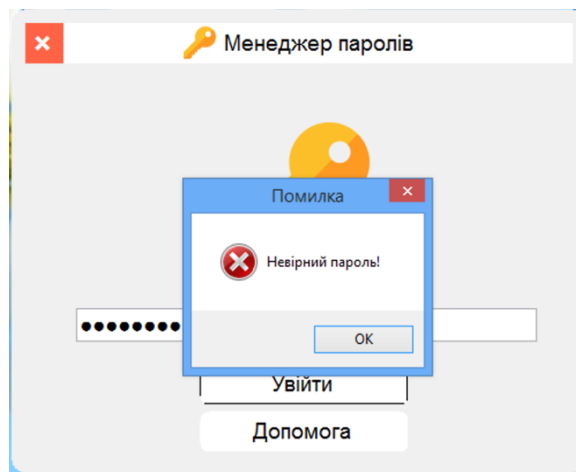 Менеджер паролів
Помилка
Невірний пароль!
OK
Увійти
Допомога